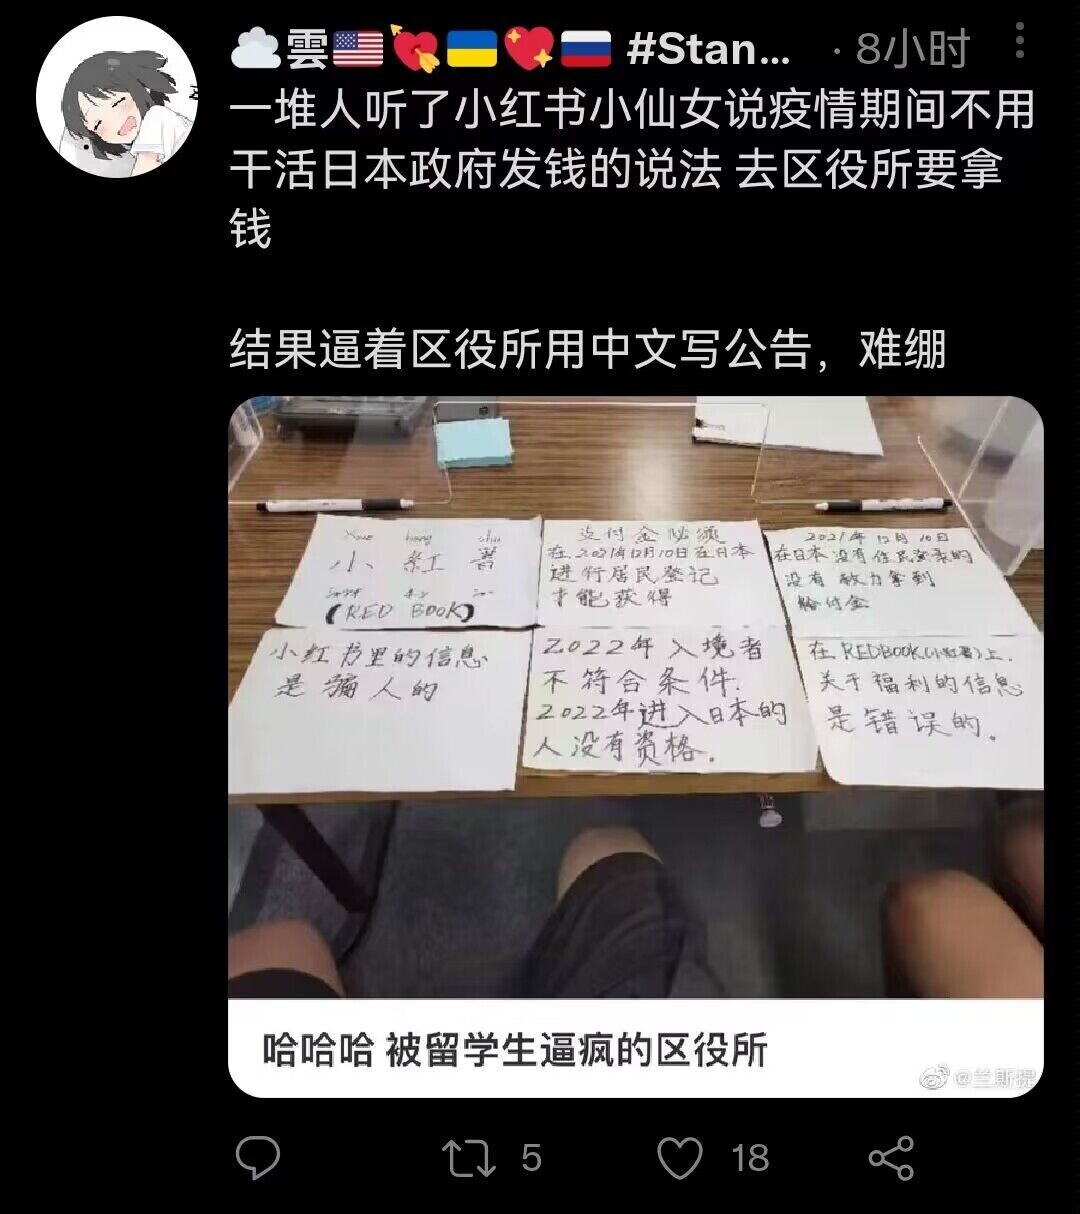 雲 #Stan... · 8小时
一堆人听了小红书小仙女说疫情期间不用
干活日本政府发钱的说法 去区役所要拿
钱
结果逼着区役所用中文写公告，难绷
小 紅 薯
(RED BOOK)
支付金必须
在2021年12月10日在日本
进行居民登记
才能获得
2021年12月10日
在日本没有住民登录的
没有 拿到
给付金
小红书里的信息
是骗人的
2022年入境者
不符合条件.
2022年进入日本的
人没有资格.
在REDBOOK(小红薯)上.
关于福利的信息
是错误的.
哈哈哈 被留学生逼疯的区役所
@兰斯提
5
18